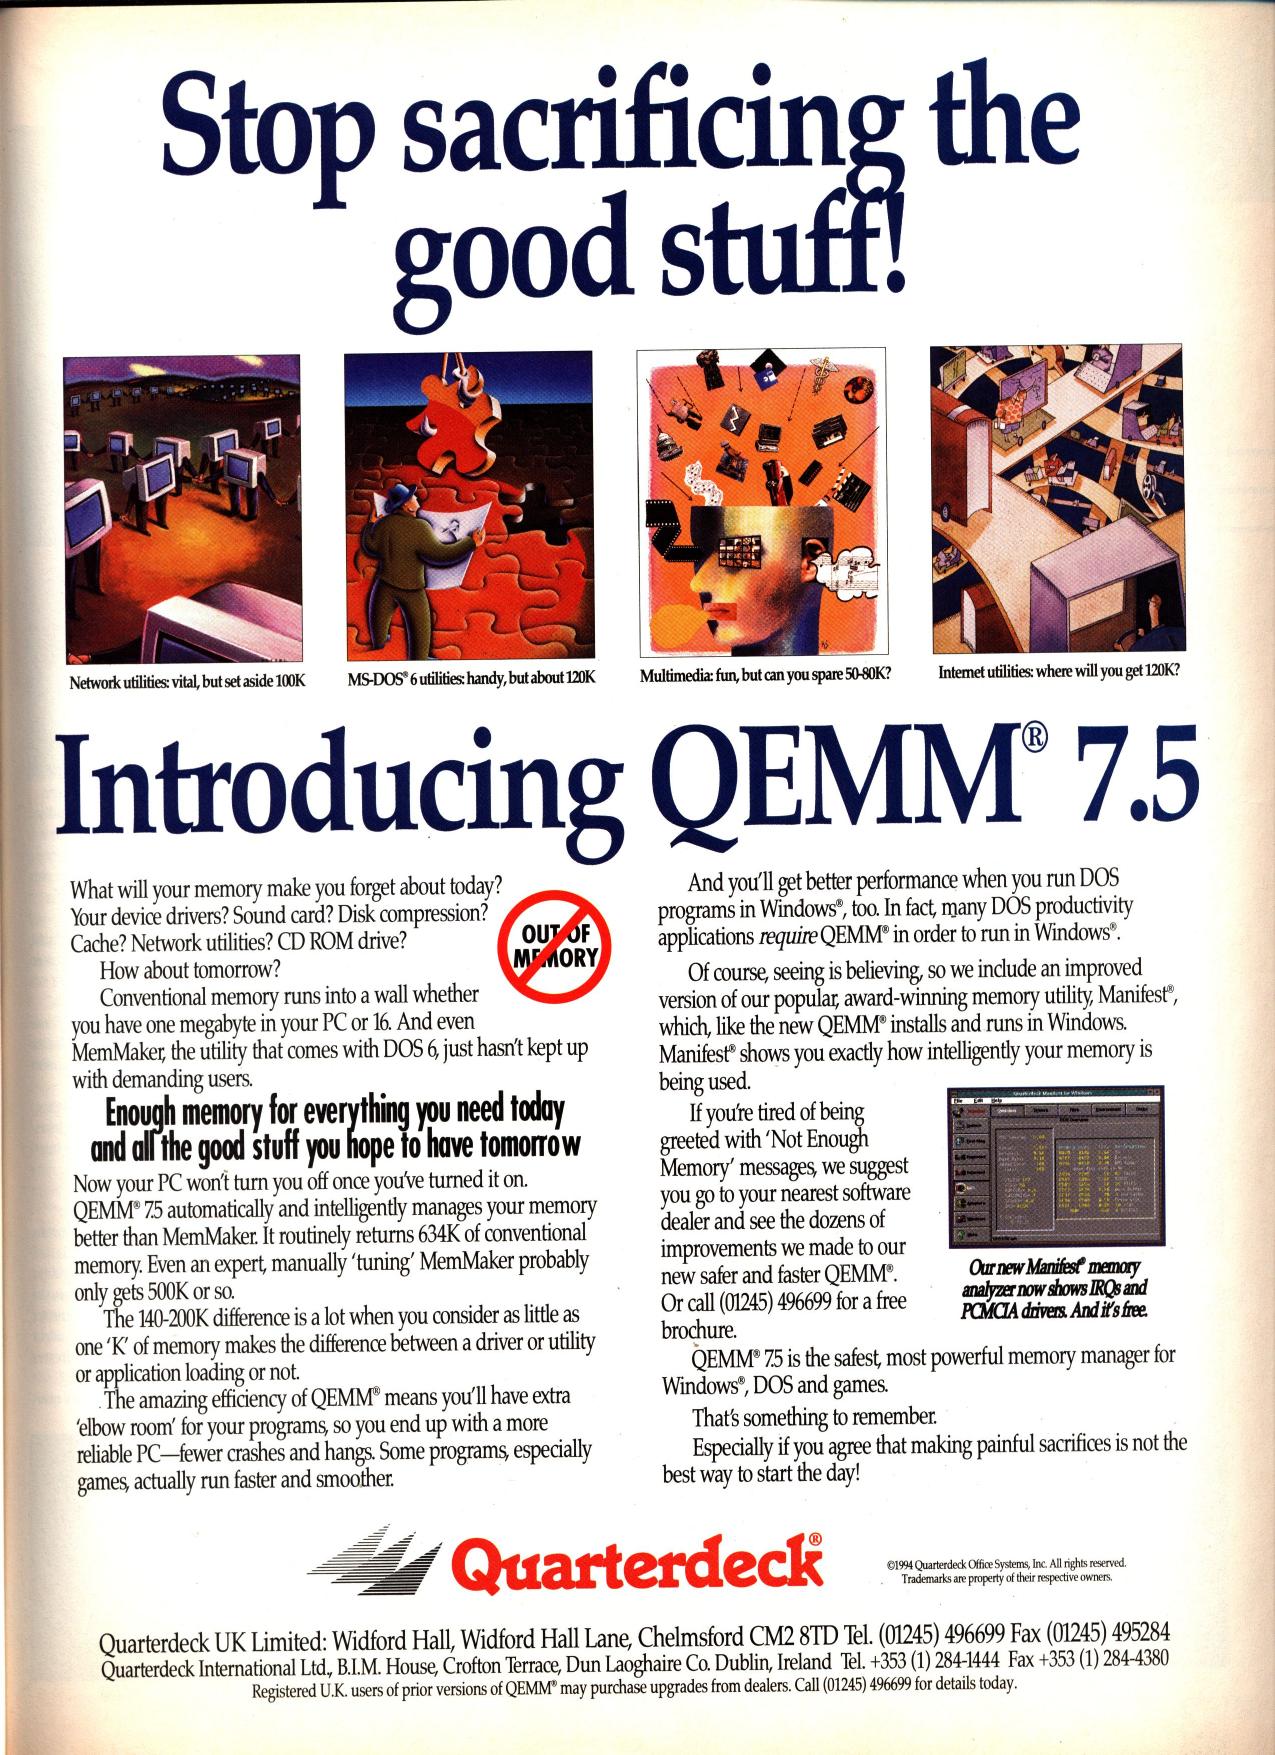 Stop sacrificing the
good stuff!
Network utilities: vital, but set aside 100K
MS-DOS® 6 utilities: handy, but about 120K
Multimedia: fun, but can you spare 50-80K?
Internet utilities: where will you get 120K?
Introducing QEMM® 7.5
What will your memory make you forget about today?
Your device drivers? Sound card? Disk compression?
Cache? Network utilities? CD ROM drive?
How about tomorrow?
Conventional memory runs into a wall whether
you have one megabyte in your PC or 16. And even
MemMaker, the utility that comes with DOS 6, just hasn't kept up
with demanding users.
OUT OF
MEMORY
Enough memory for everything you need today
and all the good stuff you hope to have tomorrow
Now your PC won't turn you off once you've turned it on.
QEMM® 7.5 automatically and intelligently manages your memory
better than MemMaker. It routinely returns 634K of conventional
memory. Even an expert, manually 'tuning' MemMaker probably
only gets 500K or so.
The 140-200K difference is a lot when you consider as little as
one 'K' of memory makes the difference between a driver or utility
or application loading or not.
The amazing efficiency of QEMM® means you'll have extra
'elbow room' for your programs, so you end up with a more
reliable PC—fewer crashes and hangs. Some programs, especially
games, actually run faster and smoother.
And you'll get better performance when you run DOS
programs in Windows®, too. In fact, many DOS productivity
applications require QEMM® in order to run in Windows®.
Of course, seeing is believing, so we include an improved
version of our popular, award-winning memory utility, Manifest®,
which, like the new QEMM® installs and runs in Windows.
Manifest® shows you exactly how intelligently your memory is
being used.
If you're tired of being
greeted with 'Not Enough
Memory' messages, we suggest
you go to your nearest software
dealer and see the dozens of
improvements we made to our
new safer and faster QEMM®.
Or call (01245) 496699 for a free
brochure.
File Edit Help
Our new Manifest® memory
analyzer now shows IRQs and
PCMCIA drivers. And it's free.
QEMM® 7.5 is the safest, most powerful memory manager for
Windows®, DOS and games.
That's something to remember.
Especially if you agree that making painful sacrifices is not the
best way to start the day!
Quarterdeck®
©1994 Quarterdeck Office Systems, Inc. All rights reserved.
Trademarks are property of their respective owners.
Quarterdeck UK Limited: Widford Hall, Widford Hall Lane, Chelmsford CM2 8TD Tel. (01245) 496699 Fax (01245) 495284
Quarterdeck International Ltd., B.I.M. House, Crofton Terrace, Dun Laoghaire Co. Dublin, Ireland Tel. +353 (1) 284-1444 Fax +353 (1) 284-4380
Registered U.K. users of prior versions of QEMM® may purchase upgrades from dealers. Call (01245) 496699 for details today.